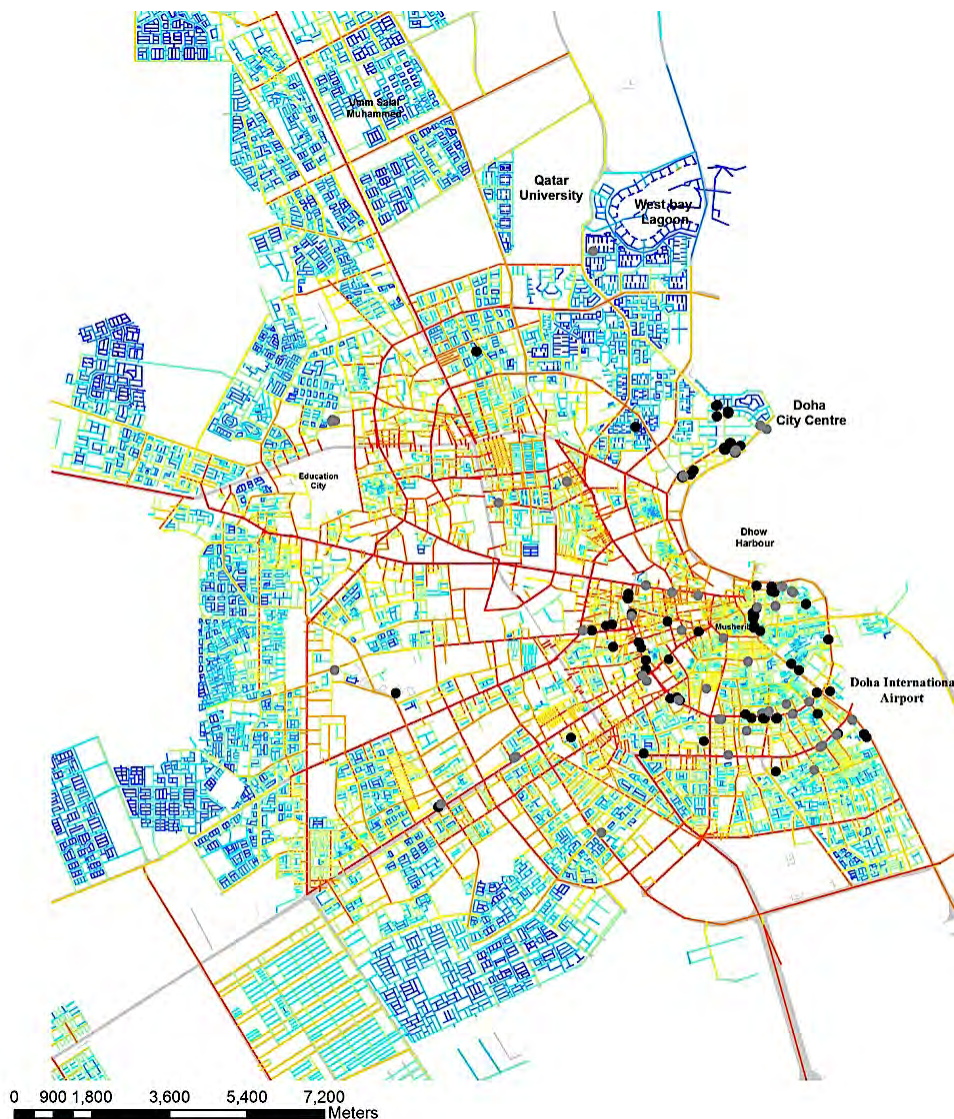 Umm Salal
Muhammed
Qatar
University
West bay
Lagoon
Doha
City Centre
Education
City
Dhow
Harbour
Musherib
Doha Internationa
Airport
0 900 1,800 3,600 5,400 7,200
Meters